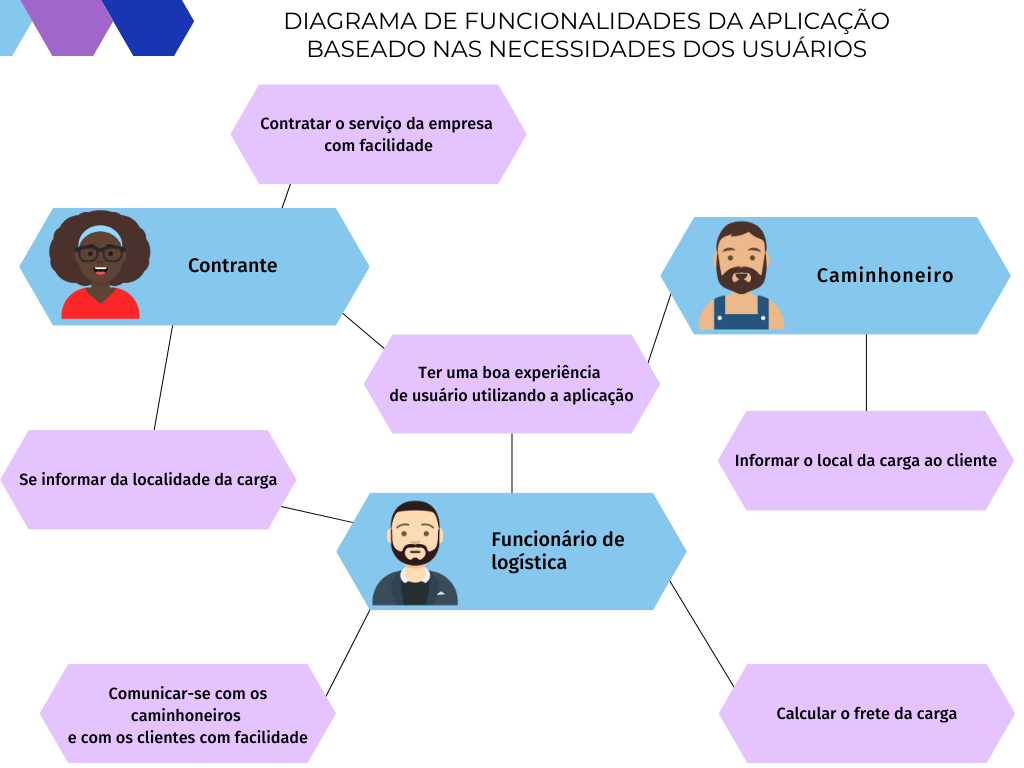 DIAGRAMA DE FUNCIONALIDADES DA APLICAÇÃO
BASEADO NAS NECESSIDADES DOS USUÁRIOS
Contratar o serviço da empresa
com facilidade
Contrante
Caminhoneiro
Ter uma boa experiência
de usuário utilizando a aplicação
Informar o local da carga ao cliente
Se informar da localidade da carga
Funcionário de
logística
Comunicar-se com os
caminhoneiros
e com os clientes com facilidade
Calcular o frete da carga